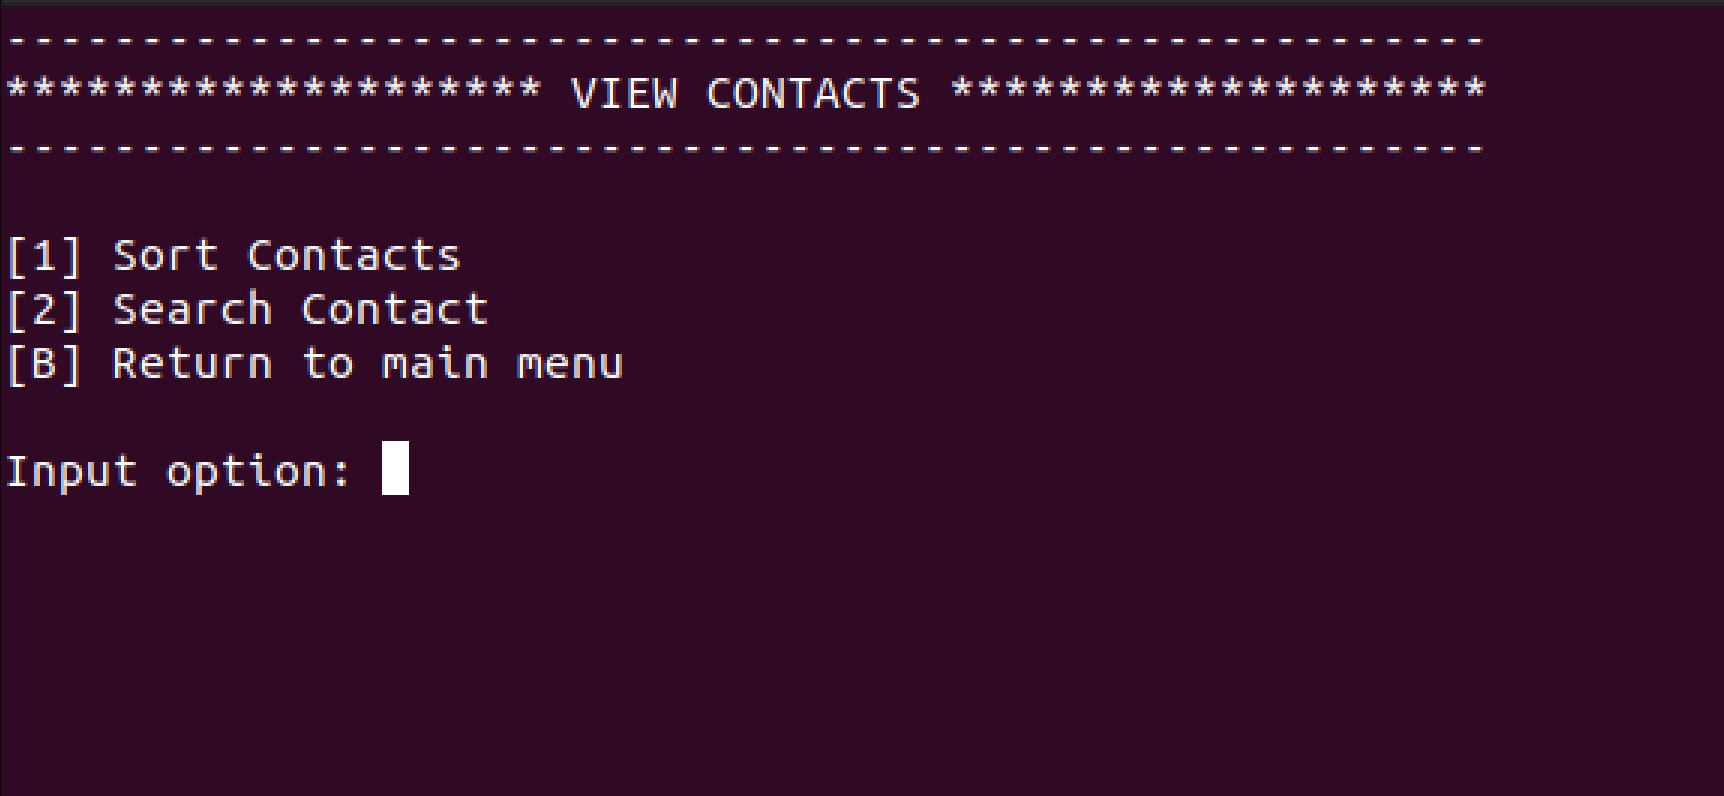 -------------------------------------------------------
******************** VIEW CONTACTS ********************
-------------------------------------------------------
[1] Sort Contacts
[2] Search Contact
[B] Return to main menu
Input option: